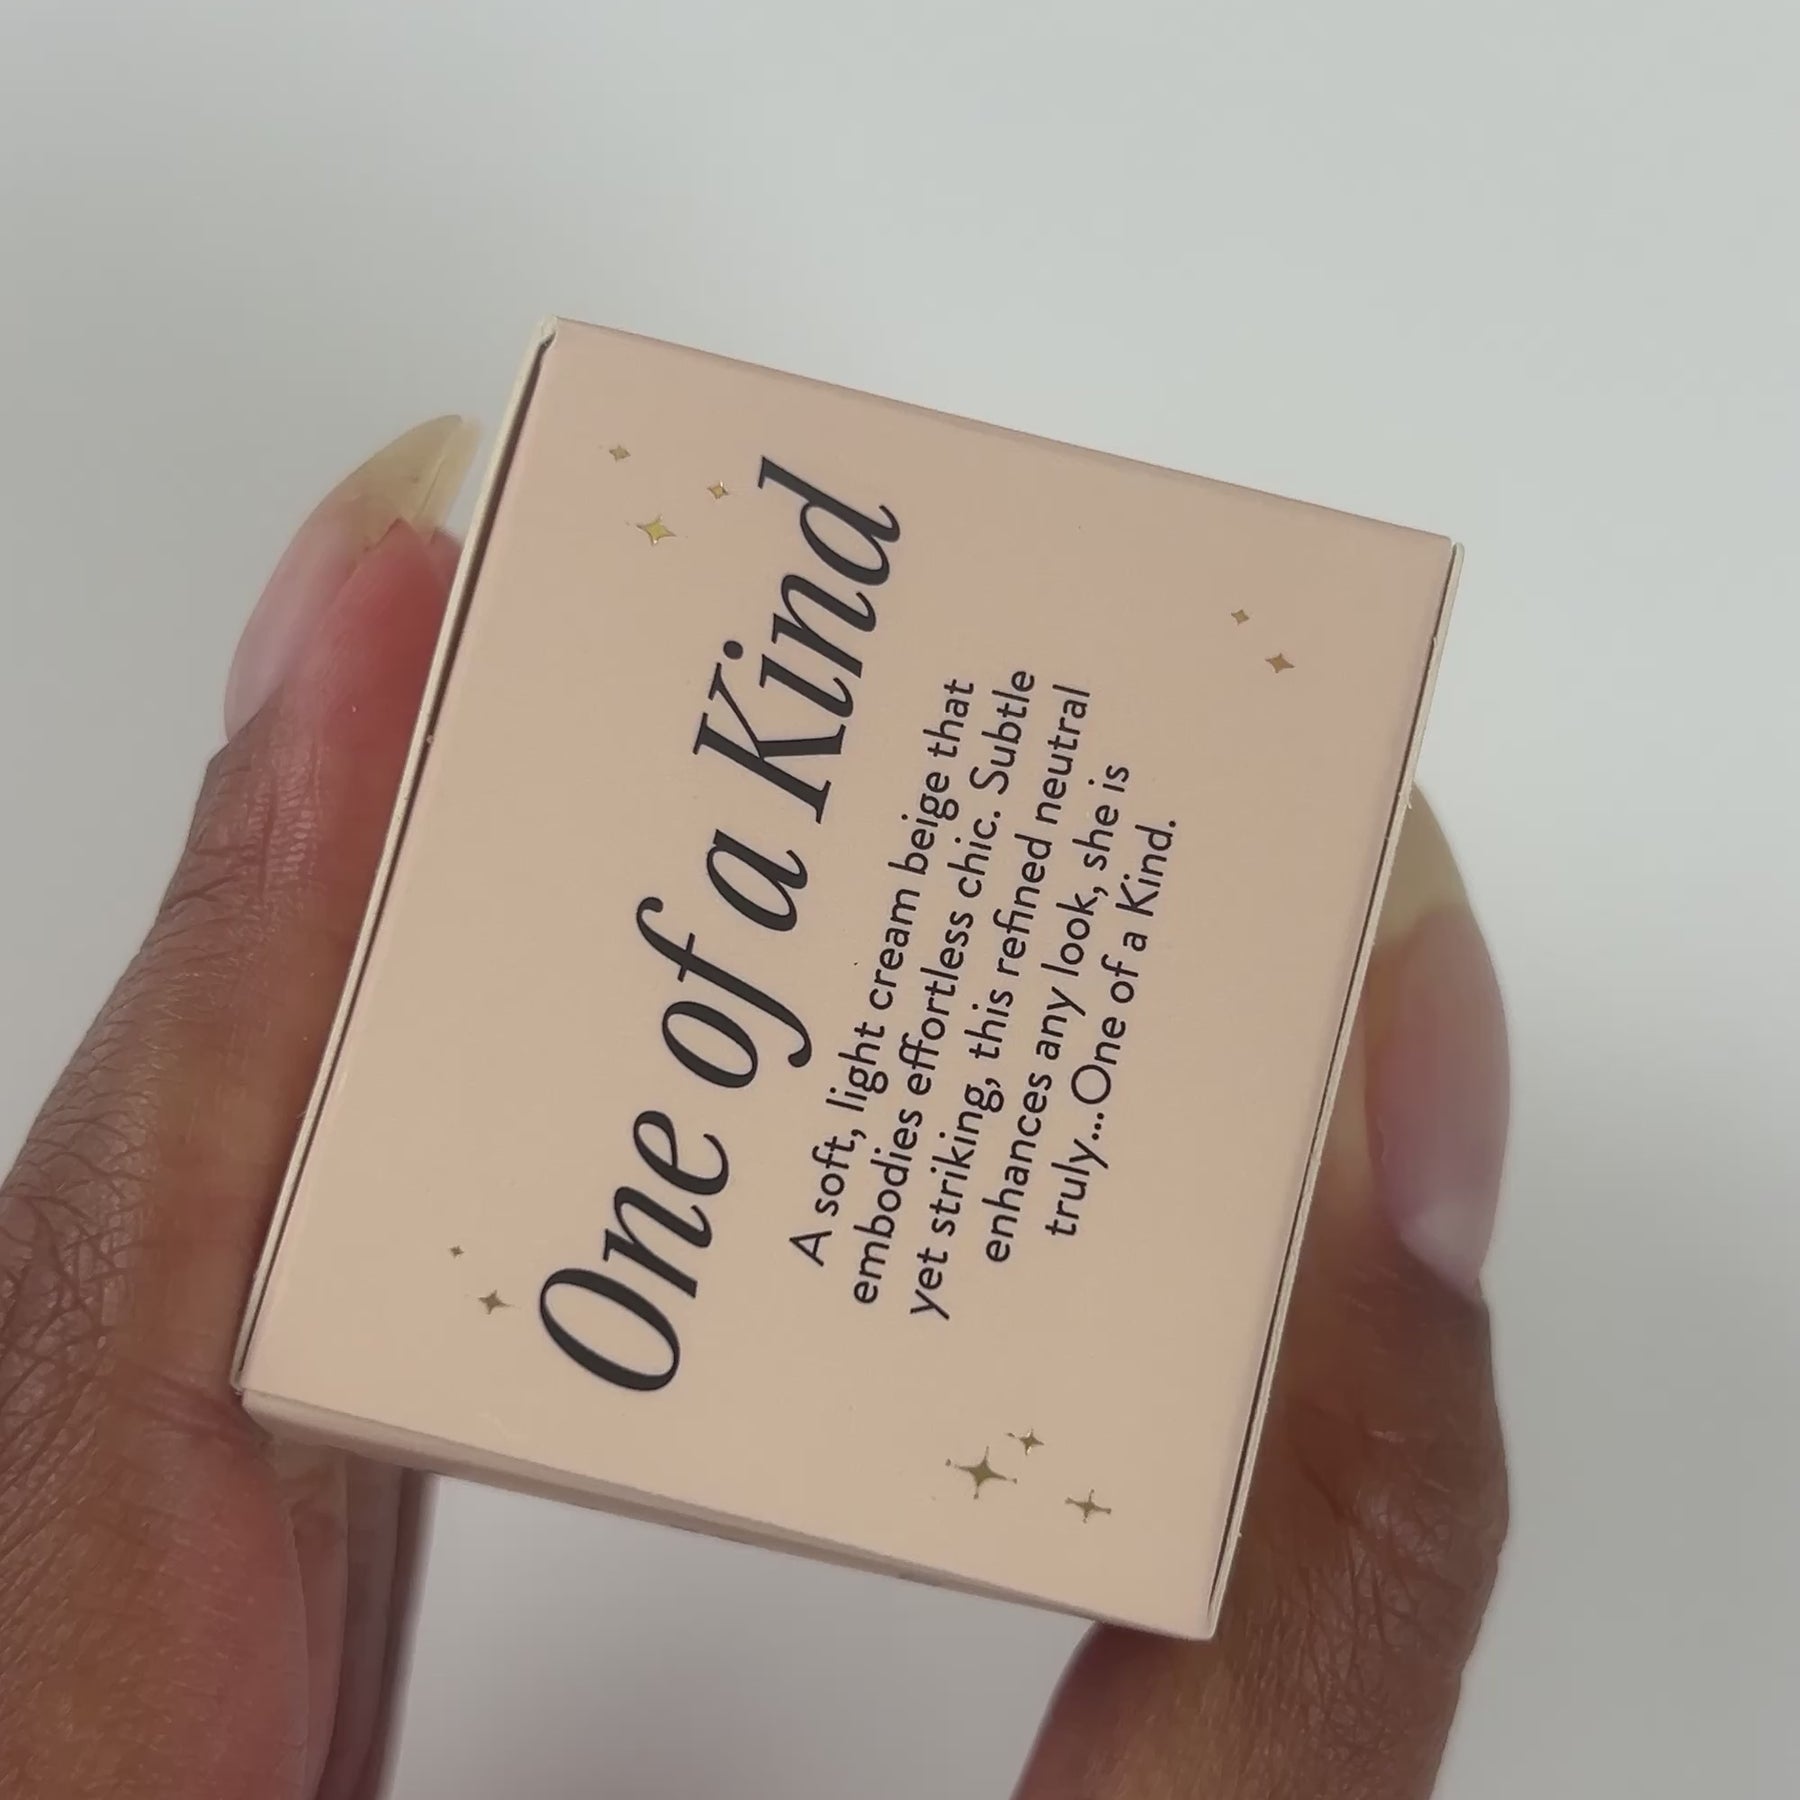 One of a Kind
A soft, light cream beige that
embodies effortless chic. Subtle
yet striking, this refined neutral
enhances any look, she is
truly...One of a Kind.